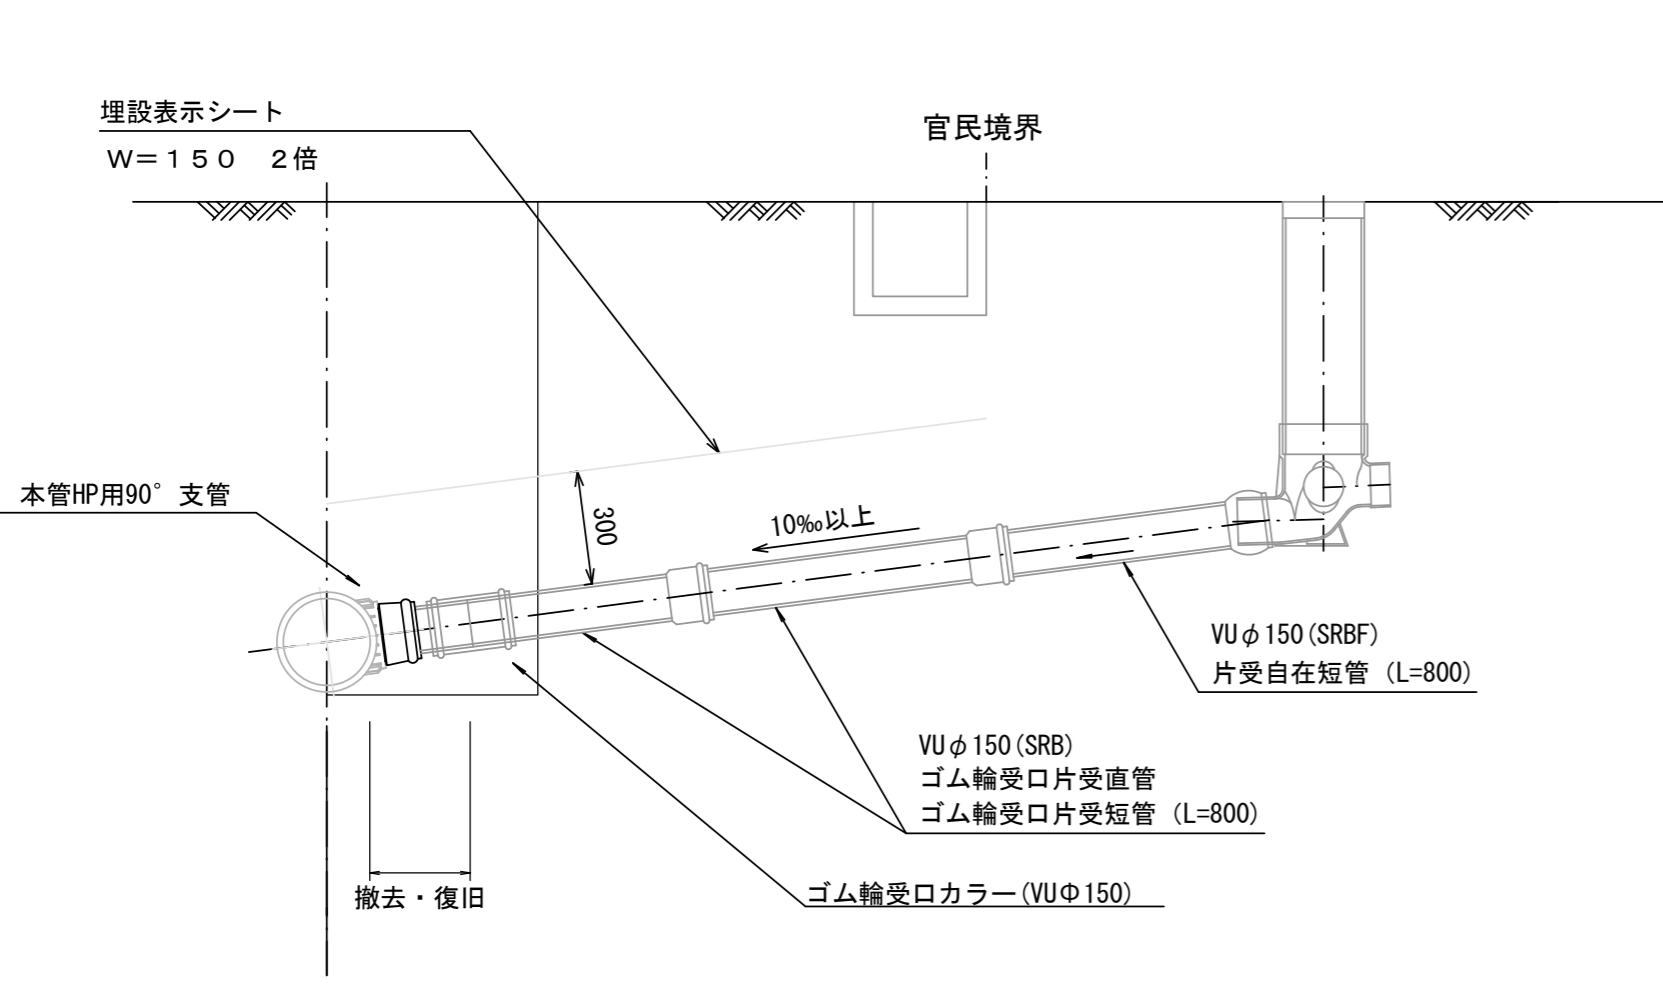 埋設表示シート
W＝１５０　２倍
官民境界
本管HP用90°支管
300
10‰以上
VUφ150(SRBF)
片受自在短管 (L=800)
VUφ150(SRB)
ゴム輪受口片受直管
ゴム輪受口片受短管 (L=800)
ゴム輪受口カラー(VUΦ150)
撤去・復旧